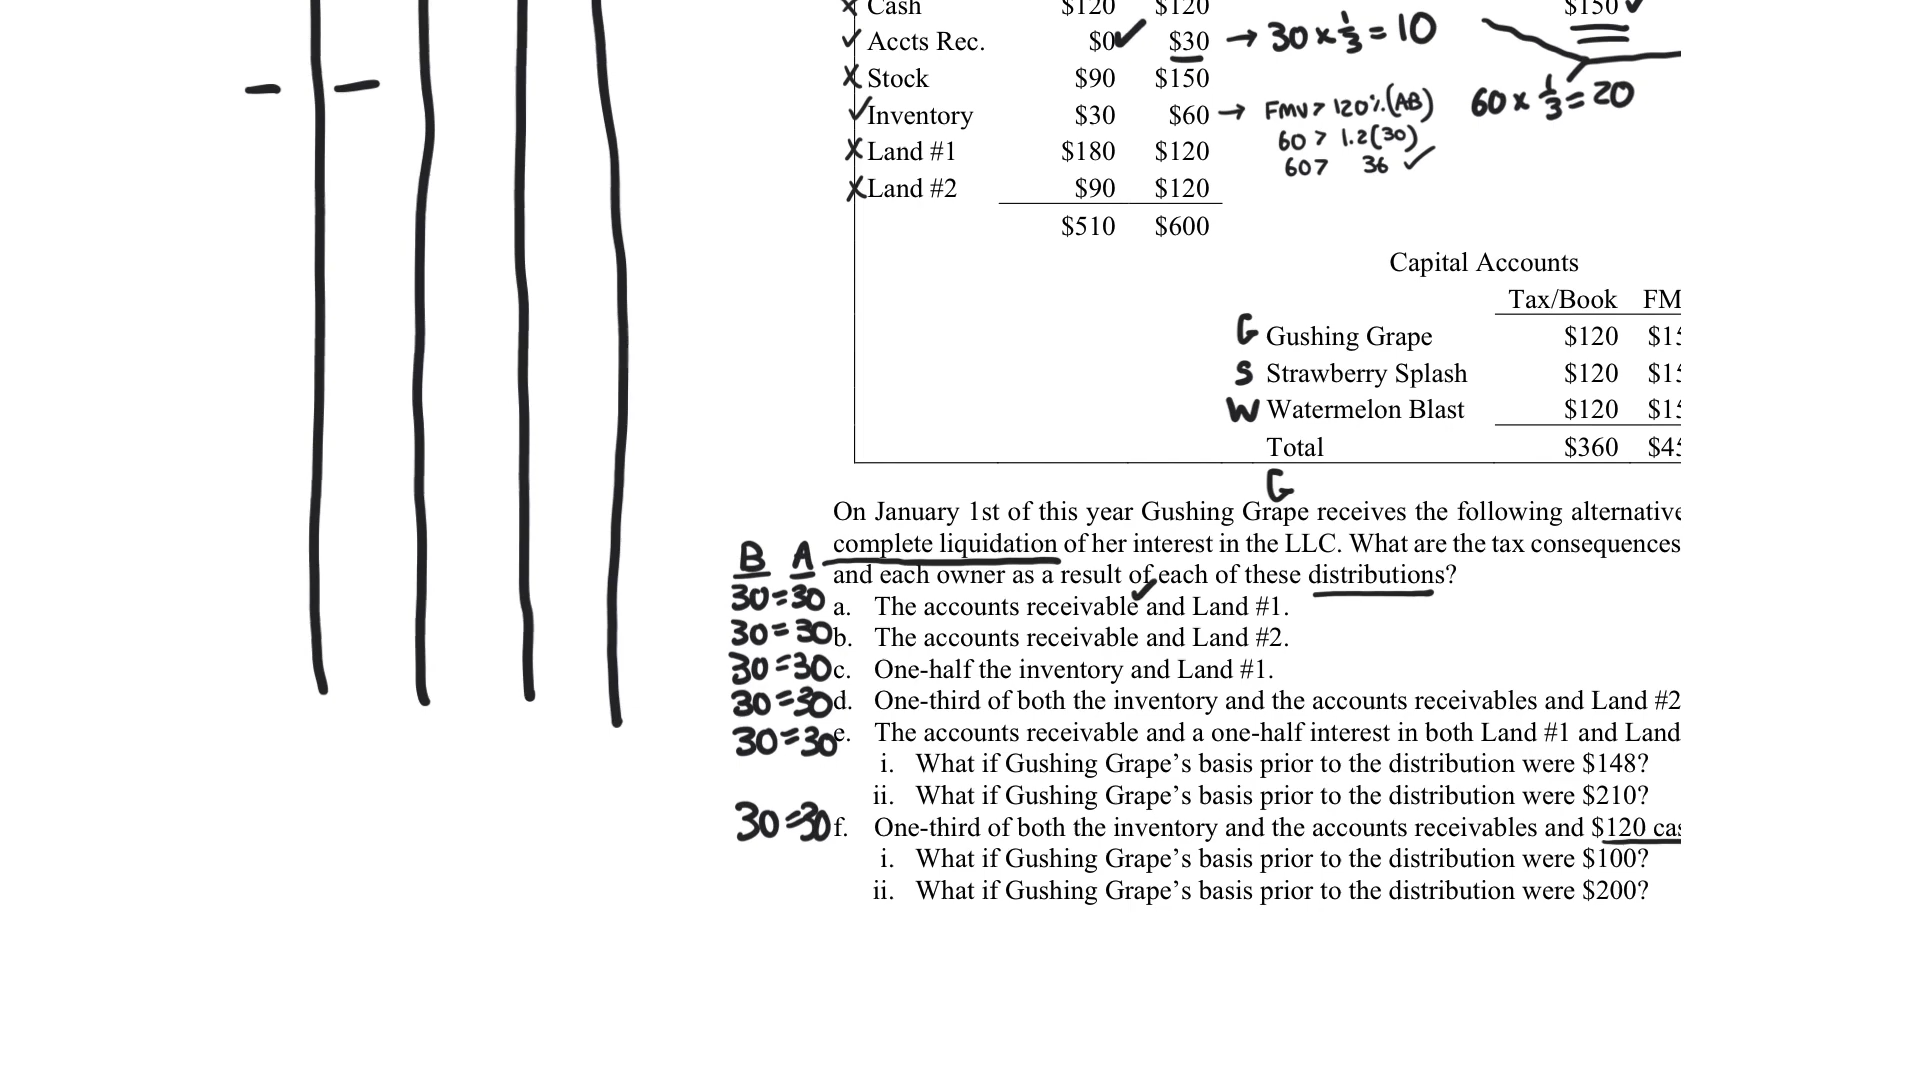 Cash $120 $120 $150 ✓
✓ Accts Rec. $0 ✓ $30 → 30 x 1/3 = 10
X Stock $90 $150
✓ Inventory $30 $60 → FMV > 120%(AB) 60 x 1/3 = 20
60 > 1.2(30)
X Land #1 $180 $120
60> 36 ✓
X Land #2 $90 $120
$510 $600
Capital Accounts
Tax/Book FM
G Gushing Grape $120
S Strawberry Splash $120
W Watermelon Blast $120
Total $360
G
On January 1st of this year Gushing Grape receives the following alternative
B A complete liquidation of her interest in the LLC. What are the tax consequences
and each owner as a result of each of these distributions?
30=30 a. The accounts receivable and Land #1.
30=30 b. The accounts receivable and Land #2.
30=30 c. One-half the inventory and Land #1.
30=30 d. One-third of both the inventory and the accounts receivables and Land #2
30=30 e. The accounts receivable and a one-half interest in both Land #1 and Land
i. What if Gushing Grape's basis prior to the distribution were $148?
ii. What if Gushing Grape's basis prior to the distribution were $210?
30=30 f. One-third of both the inventory and the accounts receivables and $120
i. What if Gushing Grape's basis prior to the distribution were $100?
ii. What if Gushing Grape's basis prior to the distribution were $200?